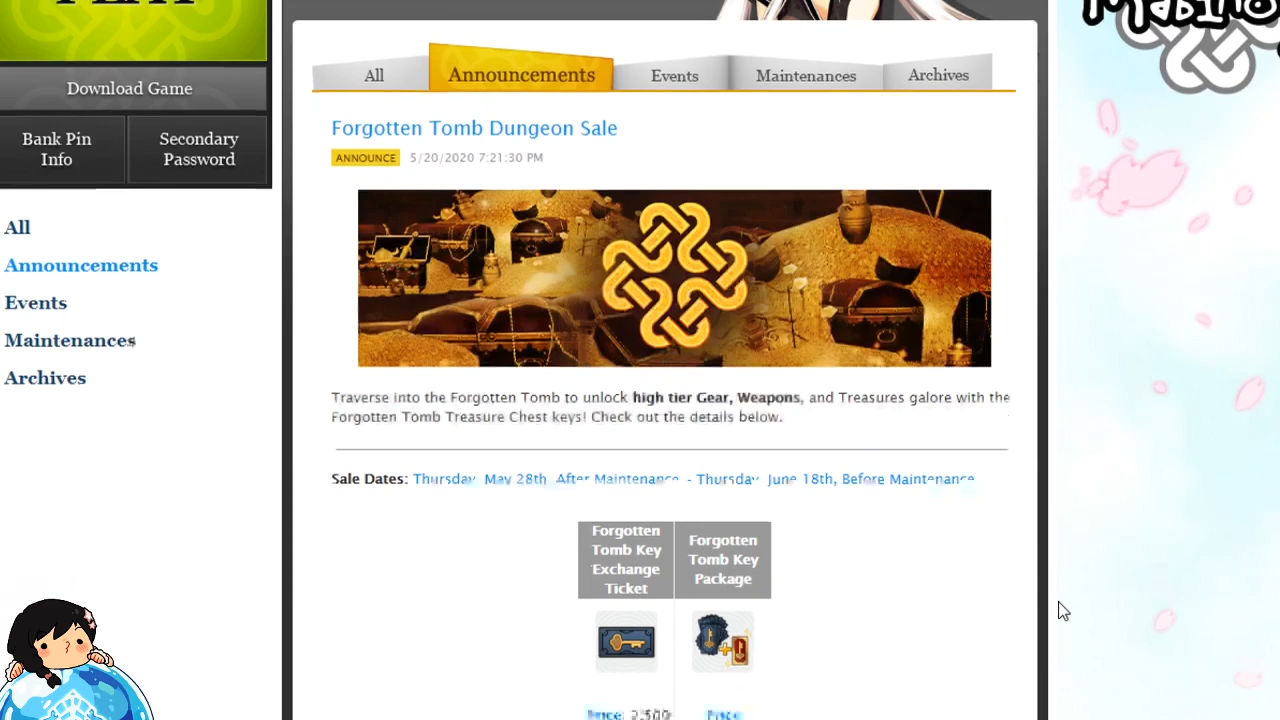 Download Game
Bank Pin
Info
Secondary
Password
All
Announcements
Events
Maintenances
Archives
All
Announcements
Events
Maintenances
Archives
Forgotten Tomb Dungeon Sale
ANNOUNCE 5/20/2020 7:21:30 PM
Traverse into the Forgotten Tomb to unlock high tier Gear, Weapons, and Treasures galore with the
Forgotten Tomb Treasure Chest keys! Check out the details below.
Sale Dates: Thursday, May 28th, After Maintenance - Thursday, June 18th, Before Maintenance
Forgotten
Tomb Key
Exchange
Ticket
Forgotten
Tomb Key
Package
Price:
Price